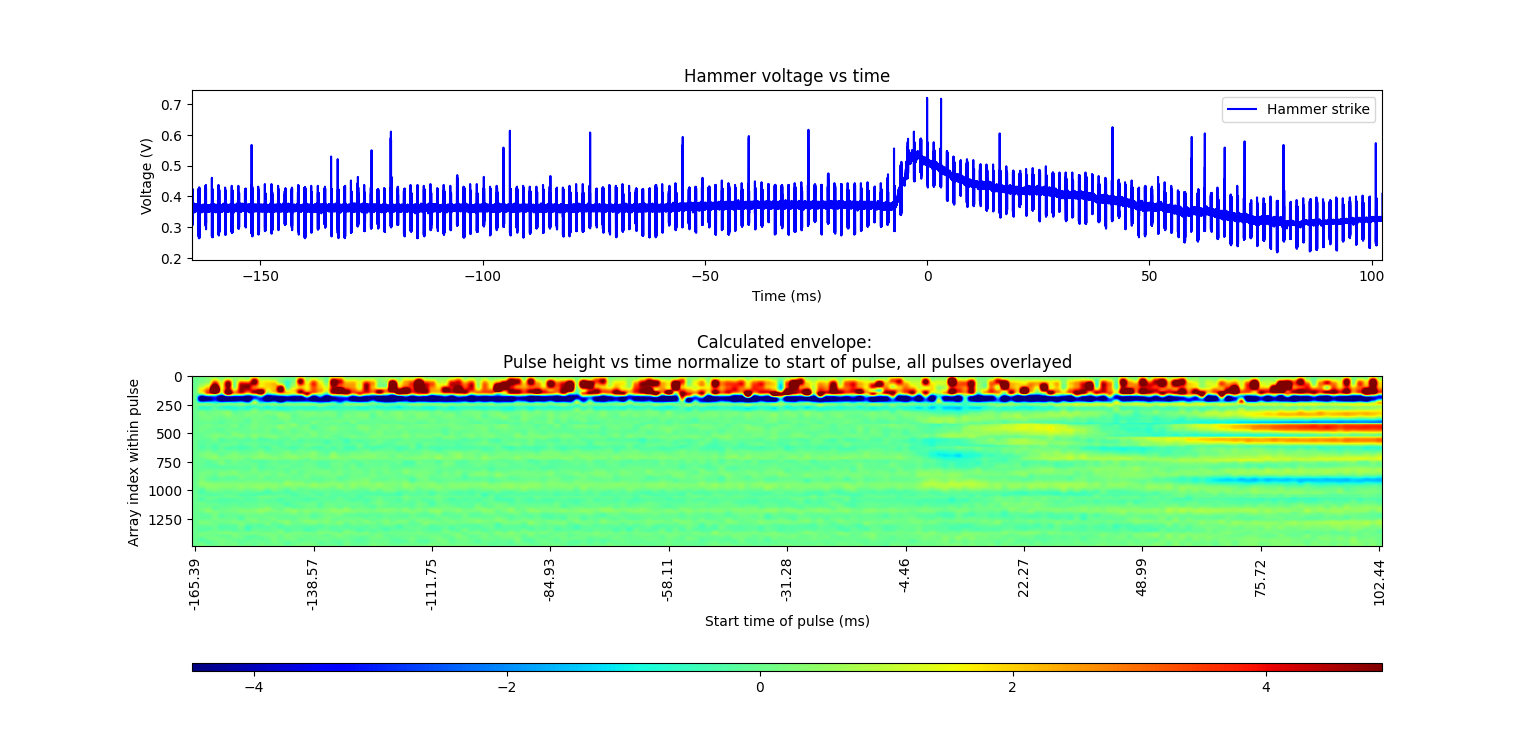 Hammer voltage vs time
Voltage (V)
0.7
0.6
0.5
0.4
0.3
0.2
Hammer strike
−150 −100 −50 0 50 100
Time (ms)
Calculated envelope:
Pulse height vs time normalize to start of pulse, all pulses overlayed
Array index within pulse
0
250
500
750
1000
1250
-165.39 -138.57 -111.75 -84.93 -58.11 -31.28 -4.46 22.27 48.99 75.72 102.44
Start time of pulse (ms)
−4 −2 0 2 4